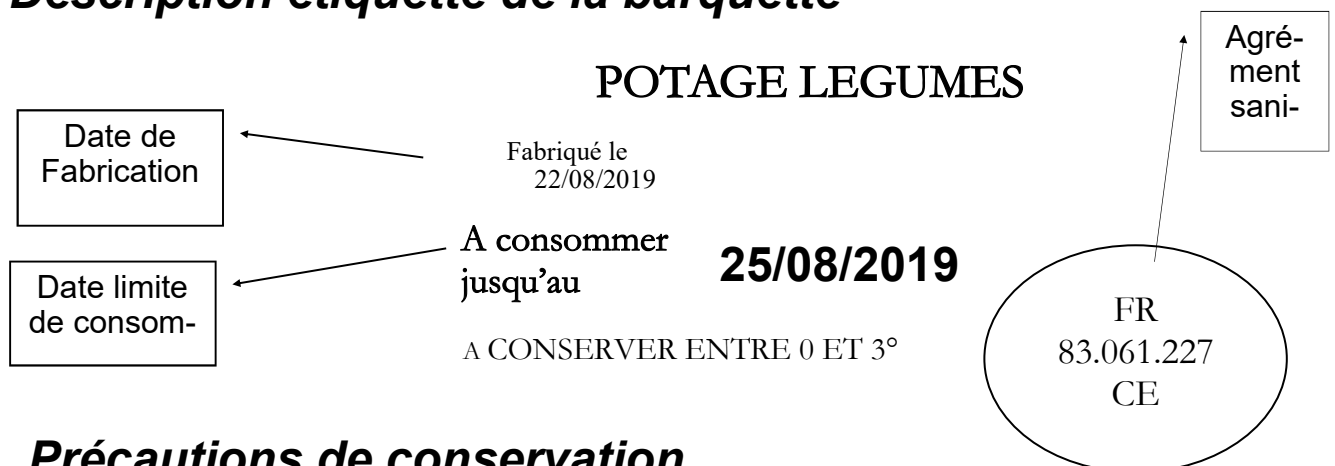 Description étiquette de la barquette
Agré-
ment
sani-
POTAGE LEGUMES
Date de
Fabrication
Fabriqué le
22/08/2019
A consommer
jusqu'au
25/08/2019
Date limite
de consom-
A CONSERVER ENTRE 0 ET 3°
FR
83.061.227
CE
Précautions de conservation